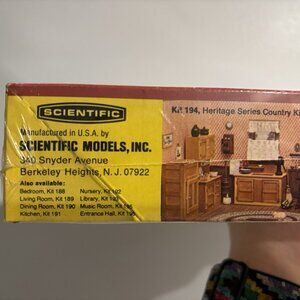 SCIENTIFIC
Manufactured in U.S.A. by
SCIENTIFIC MODELS, INC.
340 Snyder Avenue
Berkeley Heights, N. J. 07922
Also available:
Bedroom, Kit 188 Nursery, Kit 192
Living Room, Kit 189 Library, Kit 193
Dining Room, Kit 190 Music Room, Kit 195
Kitchen, Kit 191 Entrance Hall, Kit 196
Kit 194, Heritage Series Country Ki